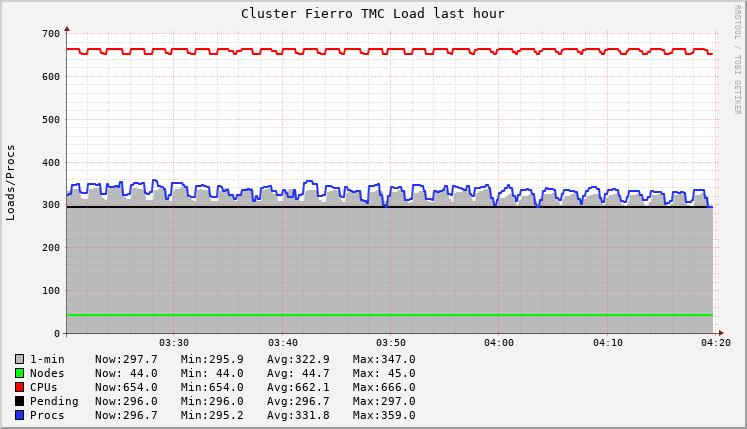 Cluster Fierro TMC Load last hour
RRDTOOL / TOBI OETIKER
Loads/Procs
700
600
500
400
300
200
100
0
03:30 03:40 03:50 04:00 04:10 04:20
1-min Now:297.7 Min:295.9 Avg:322.9 Max:347.0
Nodes Now: 44.0 Min: 44.0 Avg: 44.7 Max: 45.0
CPUs Now:654.0 Min:654.0 Avg:662.1 Max:666.0
Pending Now:296.0 Min:296.0 Avg:296.7 Max:297.0
Procs Now:296.7 Min:295.2 Avg:331.8 Max:359.0